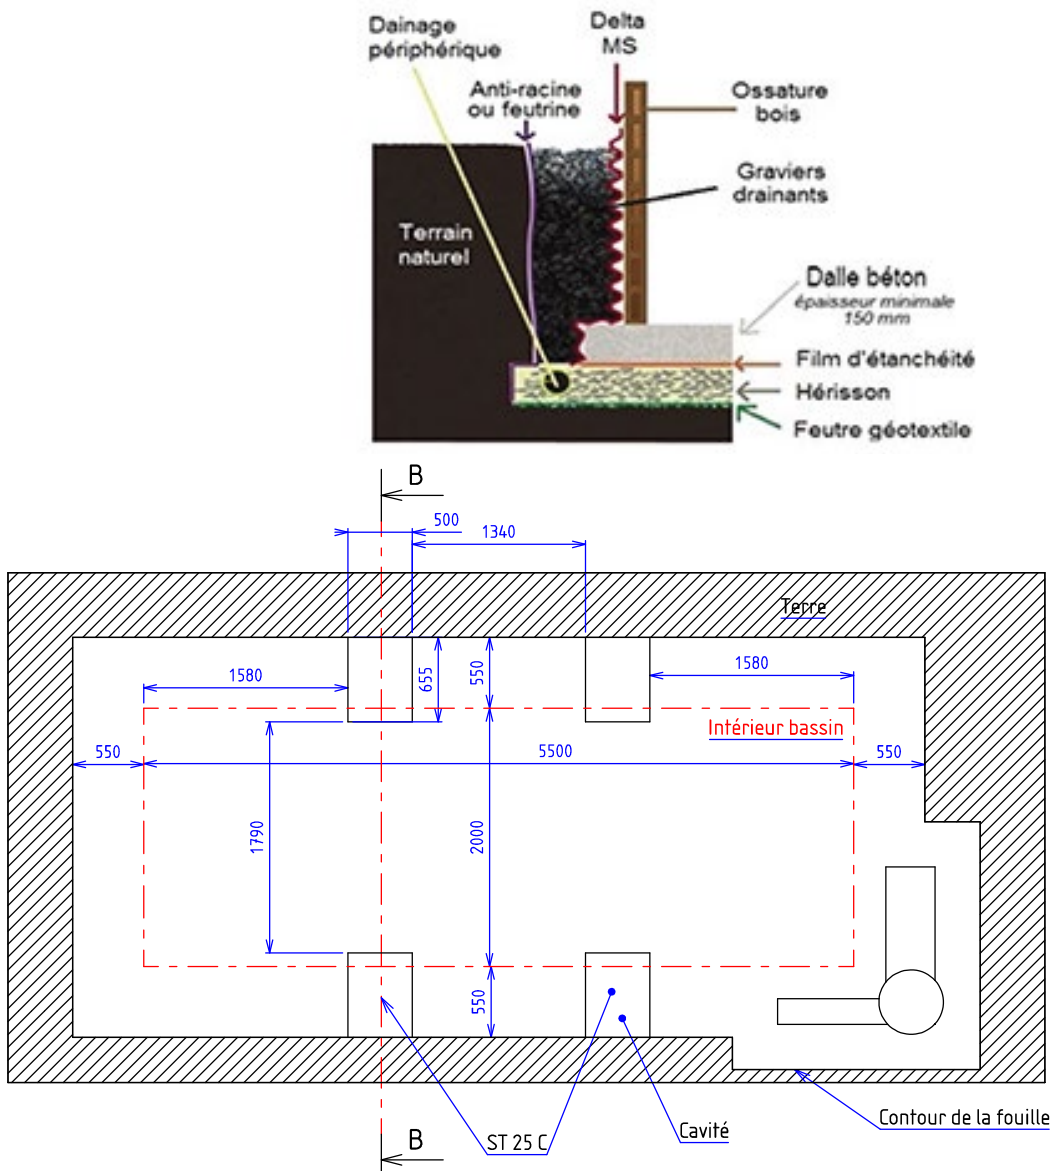 Dainage
périphérique
Delta
MS
Anti-racine
ou feutrine
Ossature
bois
Graviers
drainants
Terrain
naturel
Dalle béton
épaisseur minimale
150 mm
Film d'étanchéité
Hérisson
Feutre géotextile
B
500
1340
Terre
1580
655
550
1580
Intérieur bassin
550
5500
550
1790
2000
550
B
ST 25 C
Cavité
Contour de la fouille